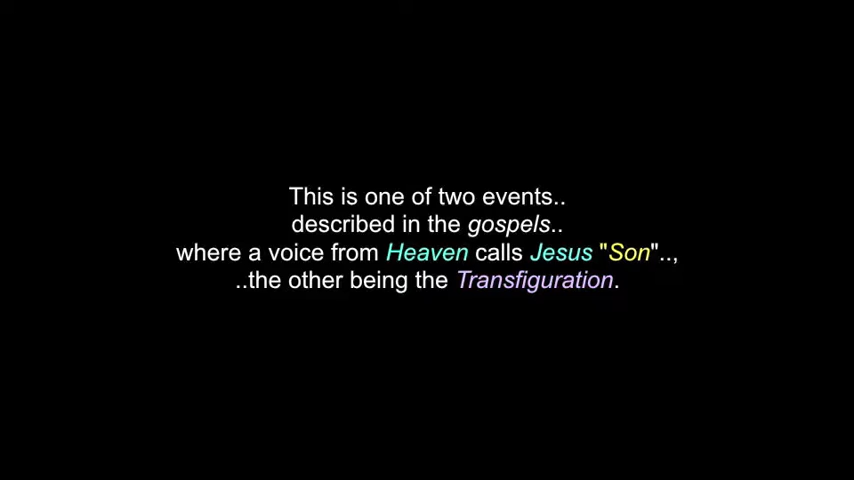 This is one of two events..
described in the gospels..
where a voice from Heaven calls Jesus "Son"..,
..the other being the Transfiguration.